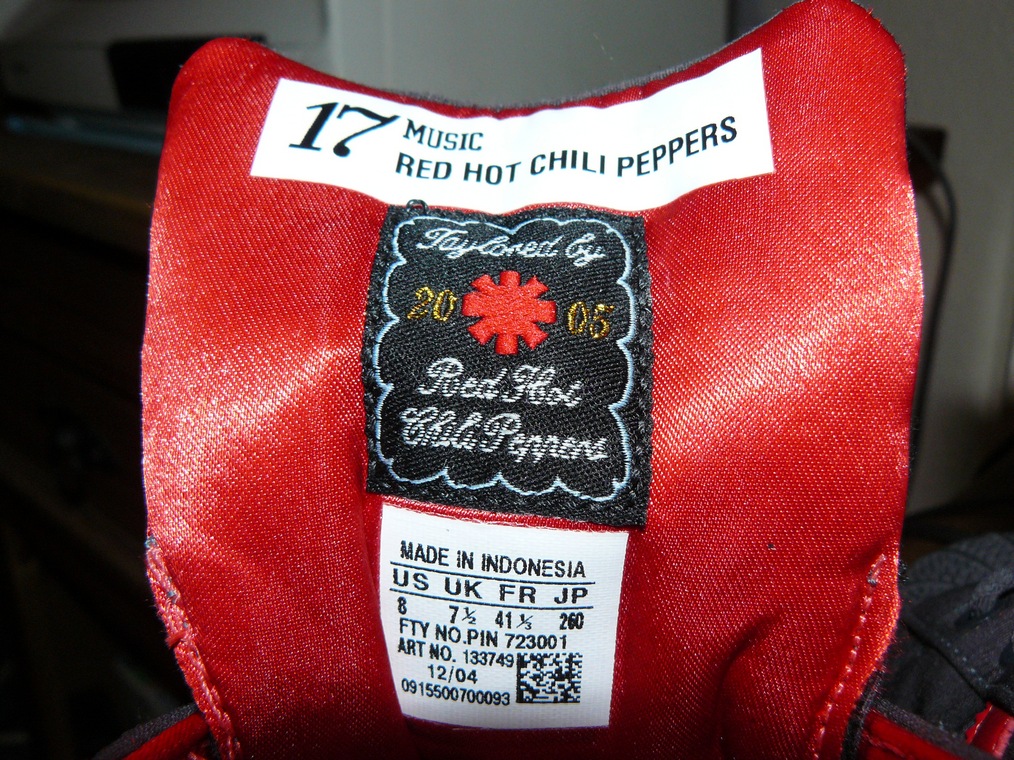 17 MUSIC
RED HOT CHILI PEPPERS
Taylored by
20 05
Red Hot
Chili Peppers
MADE IN INDONESIA
US UK FR JP
8 7½ 41⅓ 260
FTY NO.PIN 723001
ART NO. 133749
12/04
0915500700093